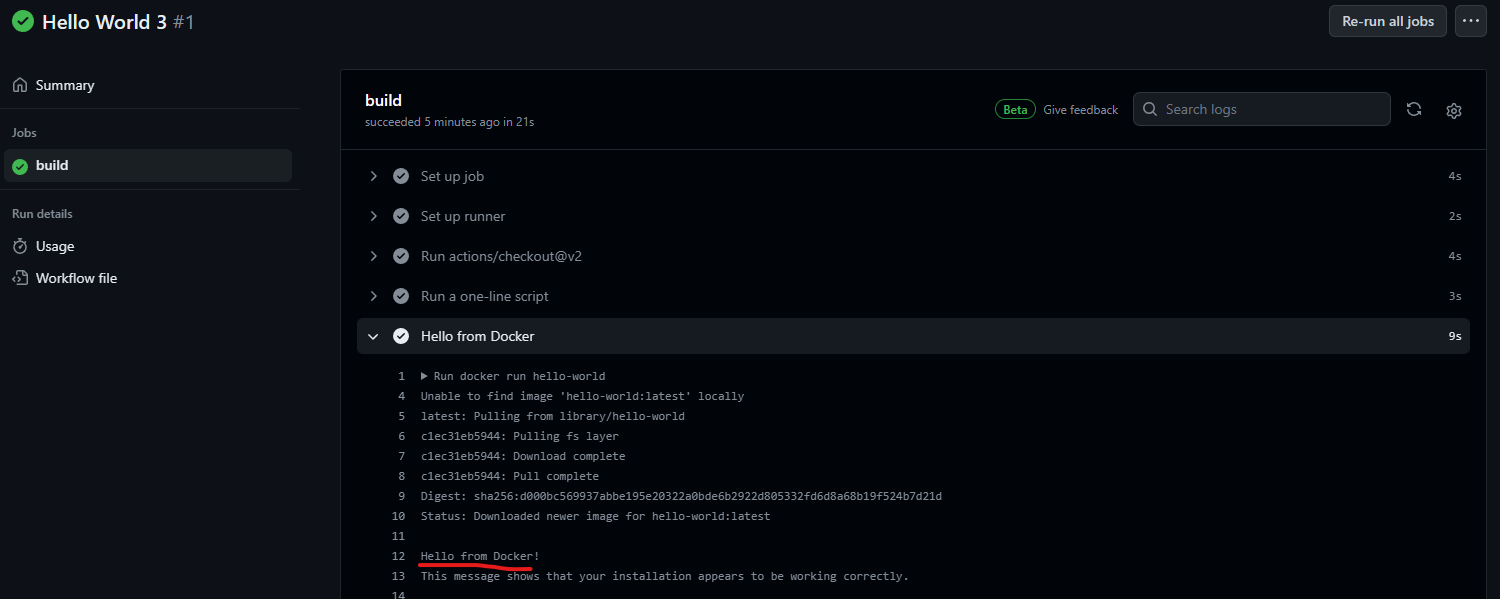 Hello World 3 #1
Re-run all jobs
Summary
Jobs
build
Run details
Usage
Workflow file
build
succeeded 5 minutes ago in 21s
Beta Give feedback
Search logs
Set up job 4s
Set up runner 2s
Run actions/checkout@v2 4s
Run a one-line script 3s
Hello from Docker 9s
1 Run docker run hello-world
4 Unable to find image 'hello-world:latest' locally
5 latest: Pulling from library/hello-world
6 c1ec31eb5944: Pulling fs layer
7 c1ec31eb5944: Download complete
8 c1ec31eb5944: Pull complete
9 Digest: sha256:d000bc569937abbe195e20322a0bde6b2922d805332fd6d8a68b19f524b7d21d
10 Status: Downloaded newer image for hello-world:latest
11
12 Hello from Docker!
13 This message shows that your installation appears to be working correctly.
14